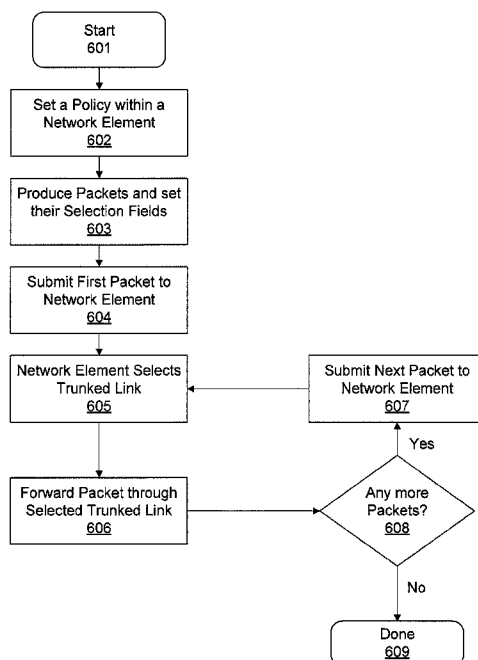 Start
601
Set a Policy within a
Network Element
602
Produce Packets and set
their Selection Fields
603
Submit First Packet to
Network Element
604
Network Element Selects
Trunked Link
605
Submit Next Packet to
Network Element
607
Yes
Forward Packet through
Selected Trunked Link
606
Any more
Packets?
608
No
Done
609